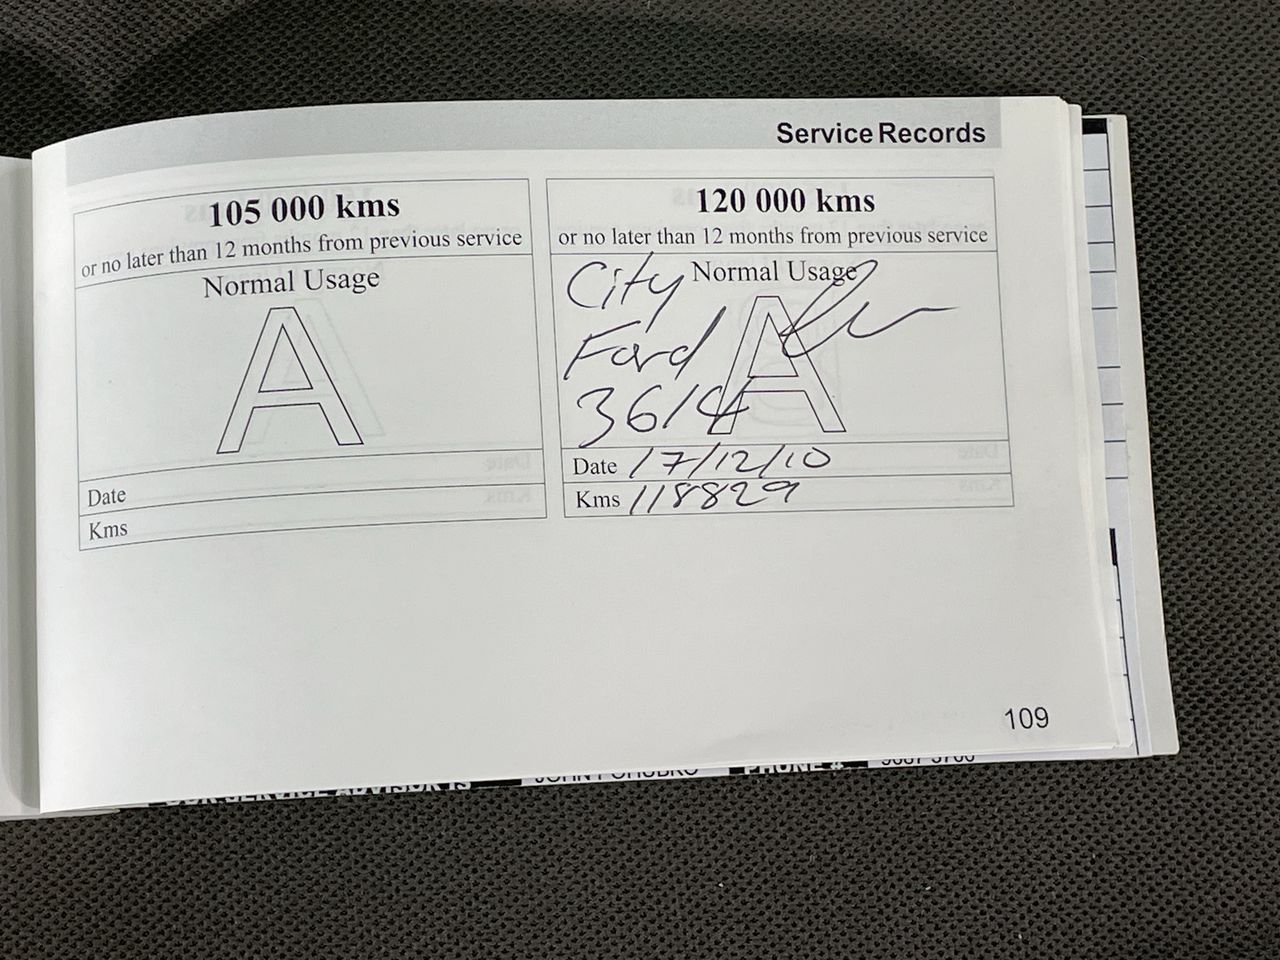 Service Records
105 000 kms
or no later than 12 months from previous service
Normal Usage
A
Date
Kms
120 000 kms
or no later than 12 months from previous service
City Normal Usage
Ford
A
3614
Date 17/12/10
Kms 118829
109